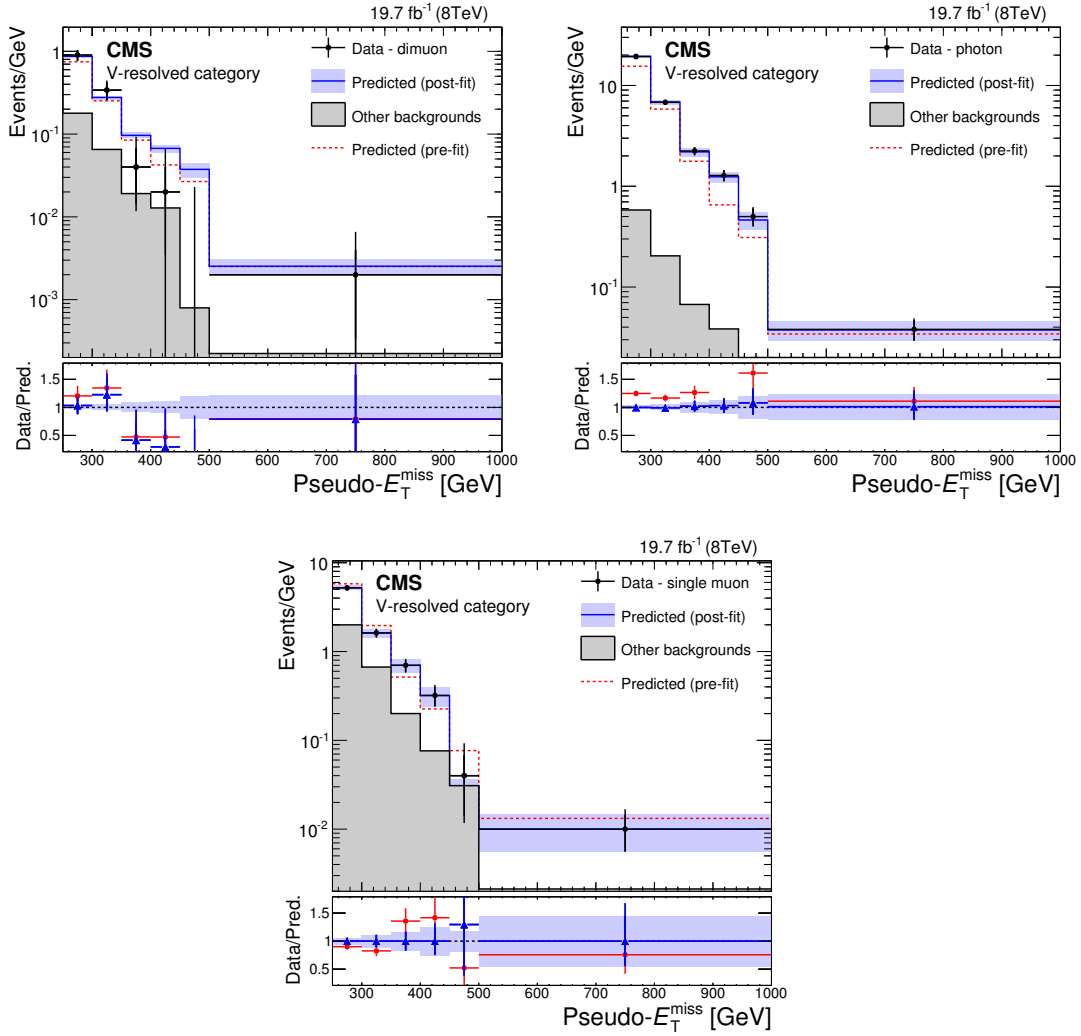 19.7 fb⁻¹ (8TeV)
CMS
V-resolved category
Data - dimuon
Predicted (post-fit)
Other backgrounds
Predicted (pre-fit)
Events/GeV
1
10⁻¹
10⁻²
10⁻³
Data/Pred.
1.5
1
0.5
300 400 500 600 700 800 900 1000
Pseudo-E_T^miss [GeV]
19.7 fb⁻¹ (8TeV)
CMS
V-resolved category
Data - photon
Predicted (post-fit)
Other backgrounds
Predicted (pre-fit)
Events/GeV
10
1
10⁻¹
Data/Pred.
1.5
1
0.5
300 400 500 600 700 800 900 1000
Pseudo-E_T^miss [GeV]
19.7 fb⁻¹ (8TeV)
CMS
V-resolved category
Data - single muon
Predicted (post-fit)
Other backgrounds
Predicted (pre-fit)
Events/GeV
10
1
10⁻¹
10⁻²
Data/Pred.
1.5
1
0.5
300 400 500 600 700 800 900 1000
Pseudo-E_T^miss [GeV]